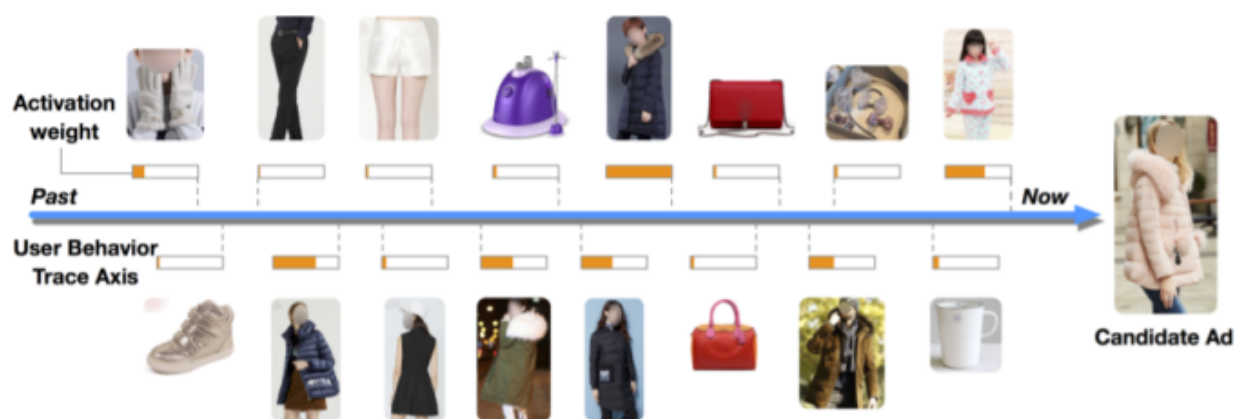 Activation
weight
Past
Now
User Behavior
Trace Axis
Candidate Ad